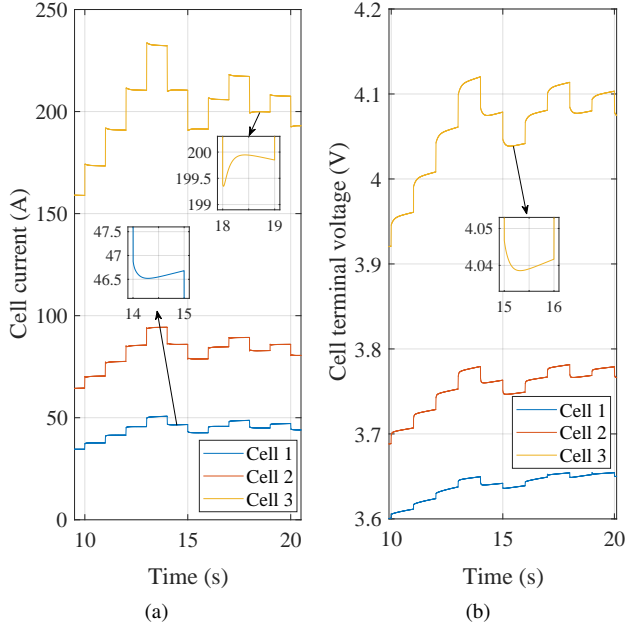 250
200
150
100
50
0
10
15
20
Cell current (A)
Time (s)
200
199.5
199
18
19
47.5
47
46.5
14
15
Cell 1
Cell 2
Cell 3
(a)
4.2
4.1
4
3.9
3.8
3.7
3.6
10
15
20
Cell terminal voltage (V)
Time (s)
4.05
4.04
15
16
Cell 1
Cell 2
Cell 3
(b)